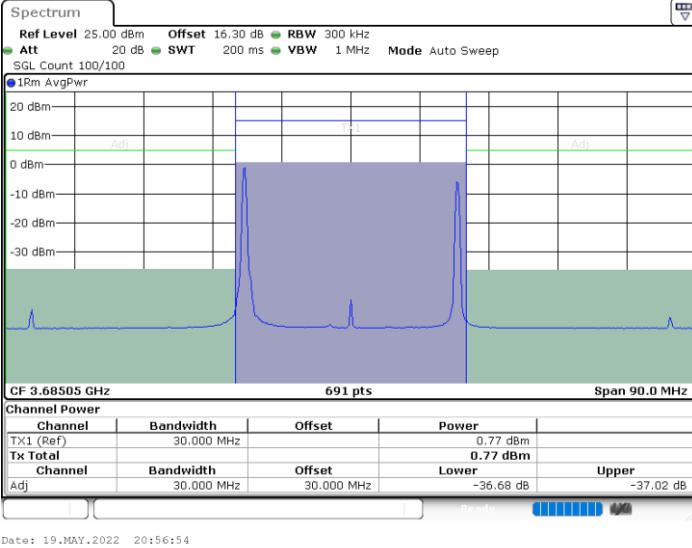 Spectrum
Ref Level 25.00 dBm Offset 16.30 dB RBW 300 kHz
Att 20 dB SWT 200 ms VBW 1 MHz Mode Auto Sweep
SGL Count 100/100
1Rm AvgPwr
20 dBm
TX1
10 dBm
Adj Adj
0 dBm
-10 dBm
-20 dBm
-30 dBm
CF 3.68505 GHz 691 pts Span 90.0 MHz
Channel Power
Channel Bandwidth Offset Power
TX1 (Ref) 30.000 MHz 0.77 dBm
Tx Total 0.77 dBm
Channel Bandwidth Offset Lower Upper
Adj 30.000 MHz 30.000 MHz -36.68 dB -37.02 dB
Ready
Date: 19.MAY.2022 20:56:54